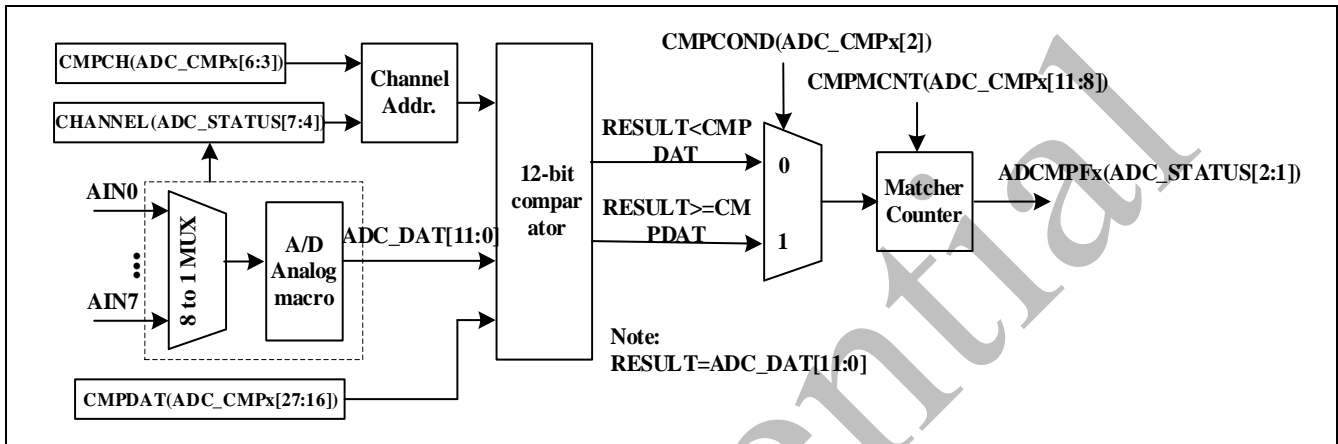 CMPCH(ADC_CMPx[6:3])
CHANNEL(ADC_STATUS[7:4])
Channel
Addr.
AIN0
...
AIN7
8 to 1 MUX
A/D
Analog
macro
ADC_DAT[11:0]
CMPDAT(ADC_CMPx[27:16])
12-bit
compar
ator
RESULT<CMP
DAT
RESULT>=CM
PDAT
CMPCOND(ADC_CMPx[2])
0
1
CMPMCNT(ADC_CMPx[11:8])
Matcher
Counter
ADCMPFx(ADC_STATUS[2:1])
Note:
RESULT=ADC_DAT[11:0]
ential